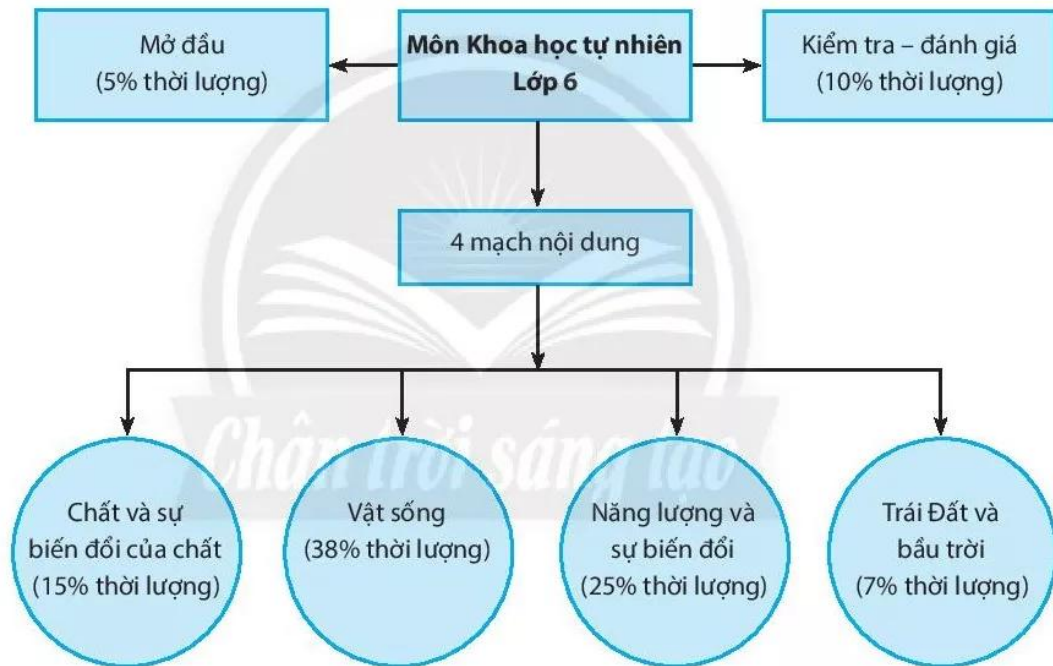 Mở đầu
(5% thời lượng)
Môn Khoa học tự nhiên
Lớp 6
Kiểm tra – đánh giá
(10% thời lượng)
4 mạch nội dung
Chân trời sáng tạo
Chất và sự
biến đổi của chất
(15% thời lượng)
Vật sống
(38% thời lượng)
Năng lượng và
sự biến đổi
(25% thời lượng)
Trái Đất và
bầu trời
(7% thời lượng)